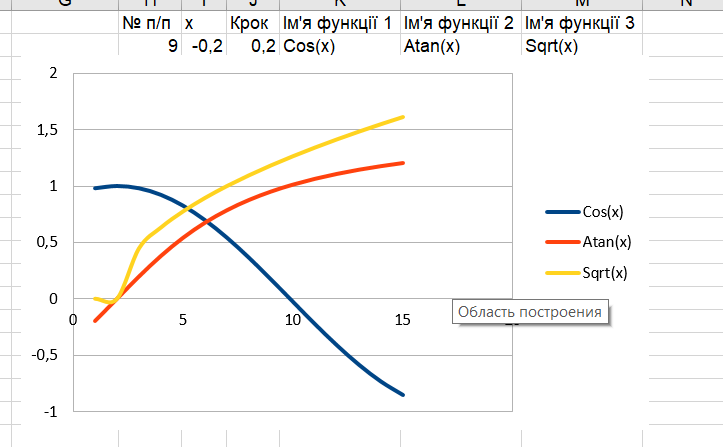 G H I J K L M N
№ п/п x Крок Ім'я функції 1 Ім'я функції 2 Ім'я функції 3
9 -0,2 0,2 Cos(x) Atan(x) Sqrt(x)
2
1,5
1
0,5
0
-0,5
-1
0 5 10 15
Cos(x)
Atan(x)
Sqrt(x)
Область построения